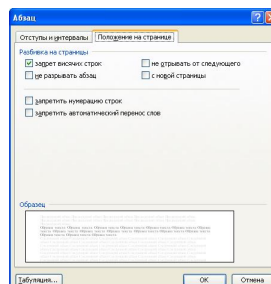 Абзац
Отступы и интервалы Положение на странице
Разбивка на страницы
запрет висячих строк не отрывать от следующего
не разрывать абзац с новой страницы
запретить нумерацию строк
запретить автоматический перенос слов
Образец
Табуляция... ОК Отмена